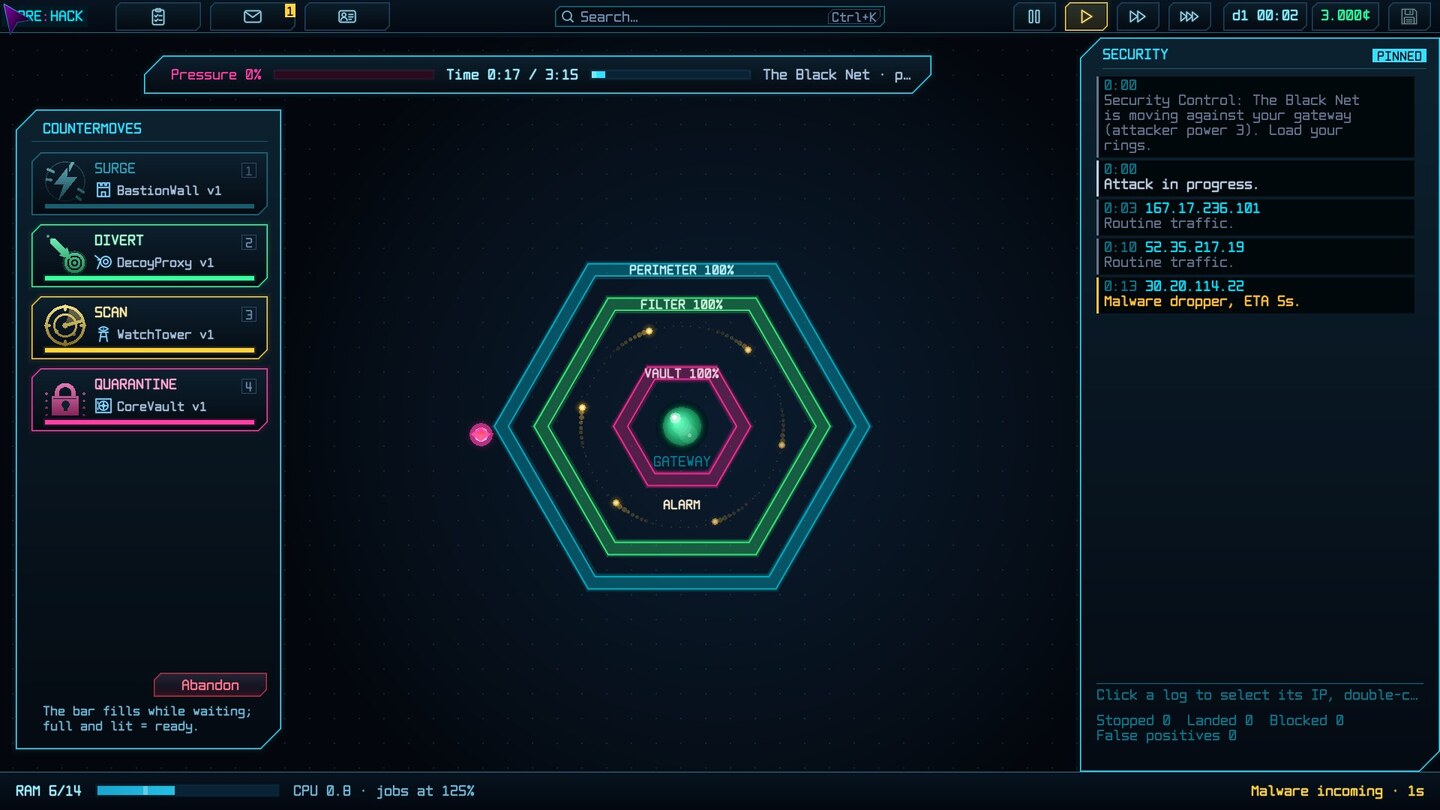 RE:HACK
1
Search…
Ctrl+K
d1 00:02
3.000¢
Pressure 0%
Time 0:17 / 3:15
The Black Net · p…
COUNTERMOVES
SURGE
1
BastionWall v1
DIVERT
2
DecoyProxy v1
SCAN
3
WatchTower v1
QUARANTINE
4
CoreVault v1
Abandon
The bar fills while waiting;
full and lit = ready.
PERIMETER 100%
FILTER 100%
VAULT 100%
GATEWAY
ALARM
SECURITY
PINNED
0:00
Security Control: The Black Net
is moving against your gateway
(attacker power 3). Load your
rings.
0:00
Attack in progress.
0:03 167.17.236.101
Routine traffic.
0:10 52.35.217.19
Routine traffic.
0:13 30.20.114.22
Malware dropper, ETA 5s.
Click a log to select its IP, double-c…
Stopped 0 Landed 0 Blocked 0
False positives 0
RAM 6/14
CPU 0.8 · jobs at 125%
Malware incoming · 1s